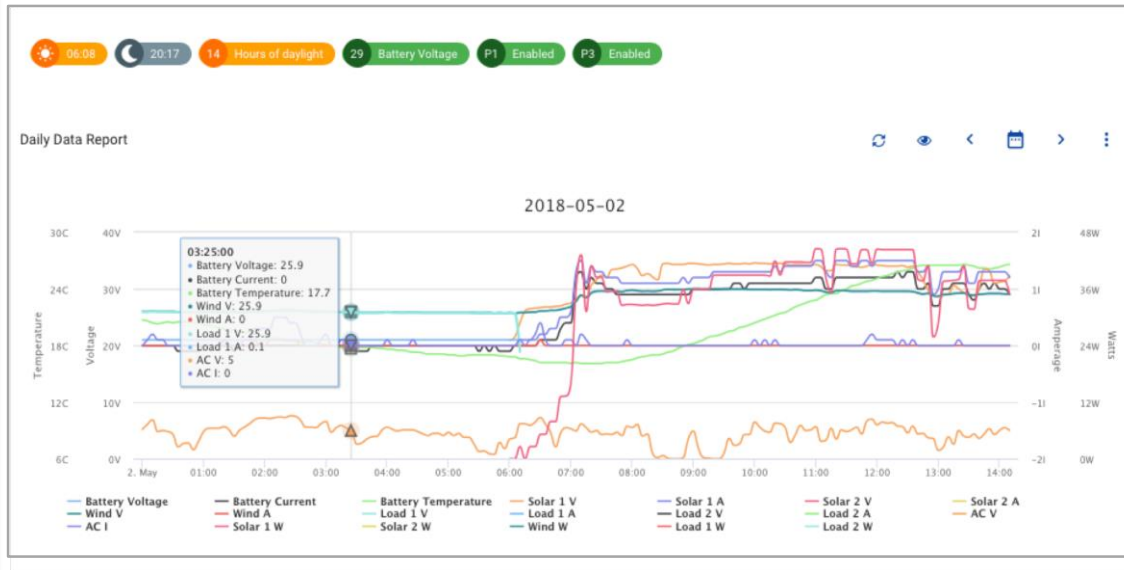 06:08 20:17 14 Hours of daylight 29 Battery Voltage P1 Enabled P3 Enabled
Daily Data Report
2018-05-02
30C 40V 2I 48W
24C 30V 1I 36W
18C 20V 0I 24W
12C 10V -1I 12W
6C 0V -2I 0W
Temperature
Voltage
Amperage
Watts
03:25:00
Battery Voltage: 25.9
Battery Current: 0
Battery Temperature: 17.7
Wind V: 25.9
Wind A: 0
Load 1 V: 25.9
Load 1 A: 0.1
AC V: 5
AC I: 0
2. May 01:00 02:00 03:00 04:00 05:00 06:00 07:00 08:00 09:00 10:00 11:00 12:00 13:00 14:00
Battery Voltage Battery Current Battery Temperature Solar 1 V Solar 1 A Solar 2 V Solar 2 A
Wind V Wind A Load 1 V Load 1 A Load 2 V Load 2 A AC V
AC I Solar 1 W Solar 2 W Wind W Load 1 W Load 2 W